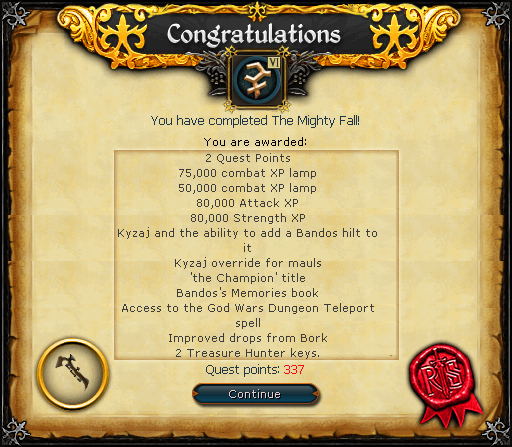 Congratulations
VI
You have completed The Mighty Fall!
You are awarded:
2 Quest Points
75,000 combat XP lamp
50,000 combat XP lamp
80,000 Attack XP
80,000 Strength XP
Kyzaj and the ability to add a Bandos hilt to
it
Kyzaj override for mauls
'the Champion' title
Bandos's Memories book
Access to the God Wars Dungeon Teleport
spell
Improved drops from Bork
2 Treasure Hunter keys.
Quest points: 337
Continue
RS